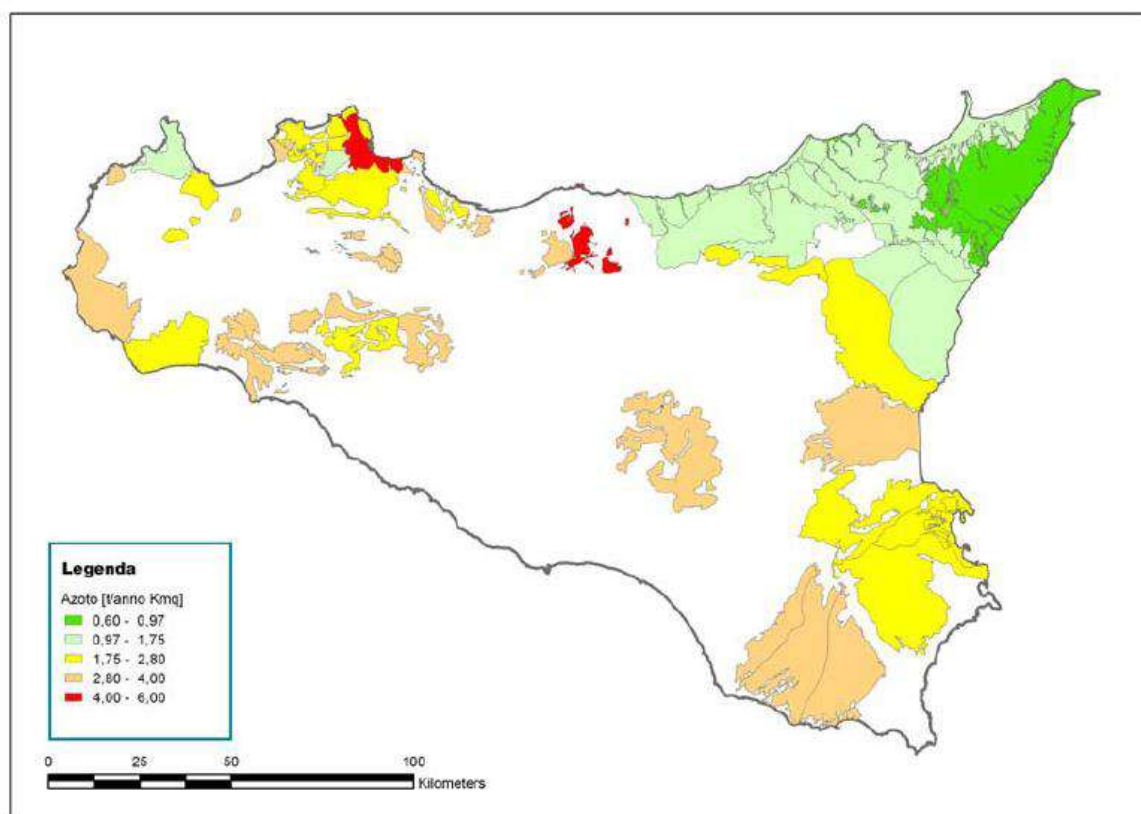 Legenda
Azoto [t/anno Kmq]
0,60 - 0,97
0,97 - 1,75
1,75 - 2,80
2,80 - 4,00
4,00 - 6,00
0 25 50 100
Kilometers